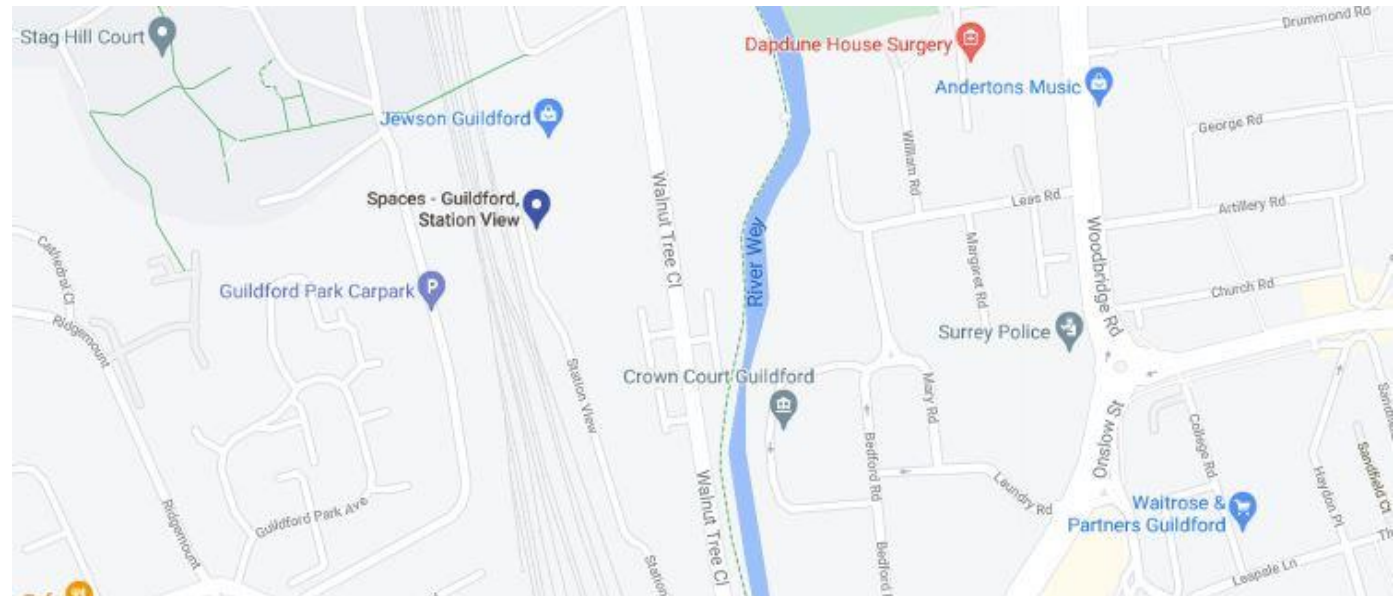 Drummond Rd
Stag Hill Court
Dapdune House Surgery
Andertons Music
Jewson Guildford
George Rd
William Rd
Spaces - Guildford,
Station View
Walnut Tree Cl
Leas Rd
Artillery Rd
Cathedral Cl
River Wey
Margaret Rd
Woodbridge Rd
Guildford Park Carpark
P
Church Rd
Ridgemount
Surrey Police
Station View
Crown Court Guildford
Mary Rd
Onslow St
College Rd
Bedford Rd
Sandfield Ct
Haydon Pl
Laundry Rd
Guildford Park Ave
Ridgemount
Walnut Tree Cl
Waitrose &
Partners Guildford
Bedford
Station
Leapale Ln